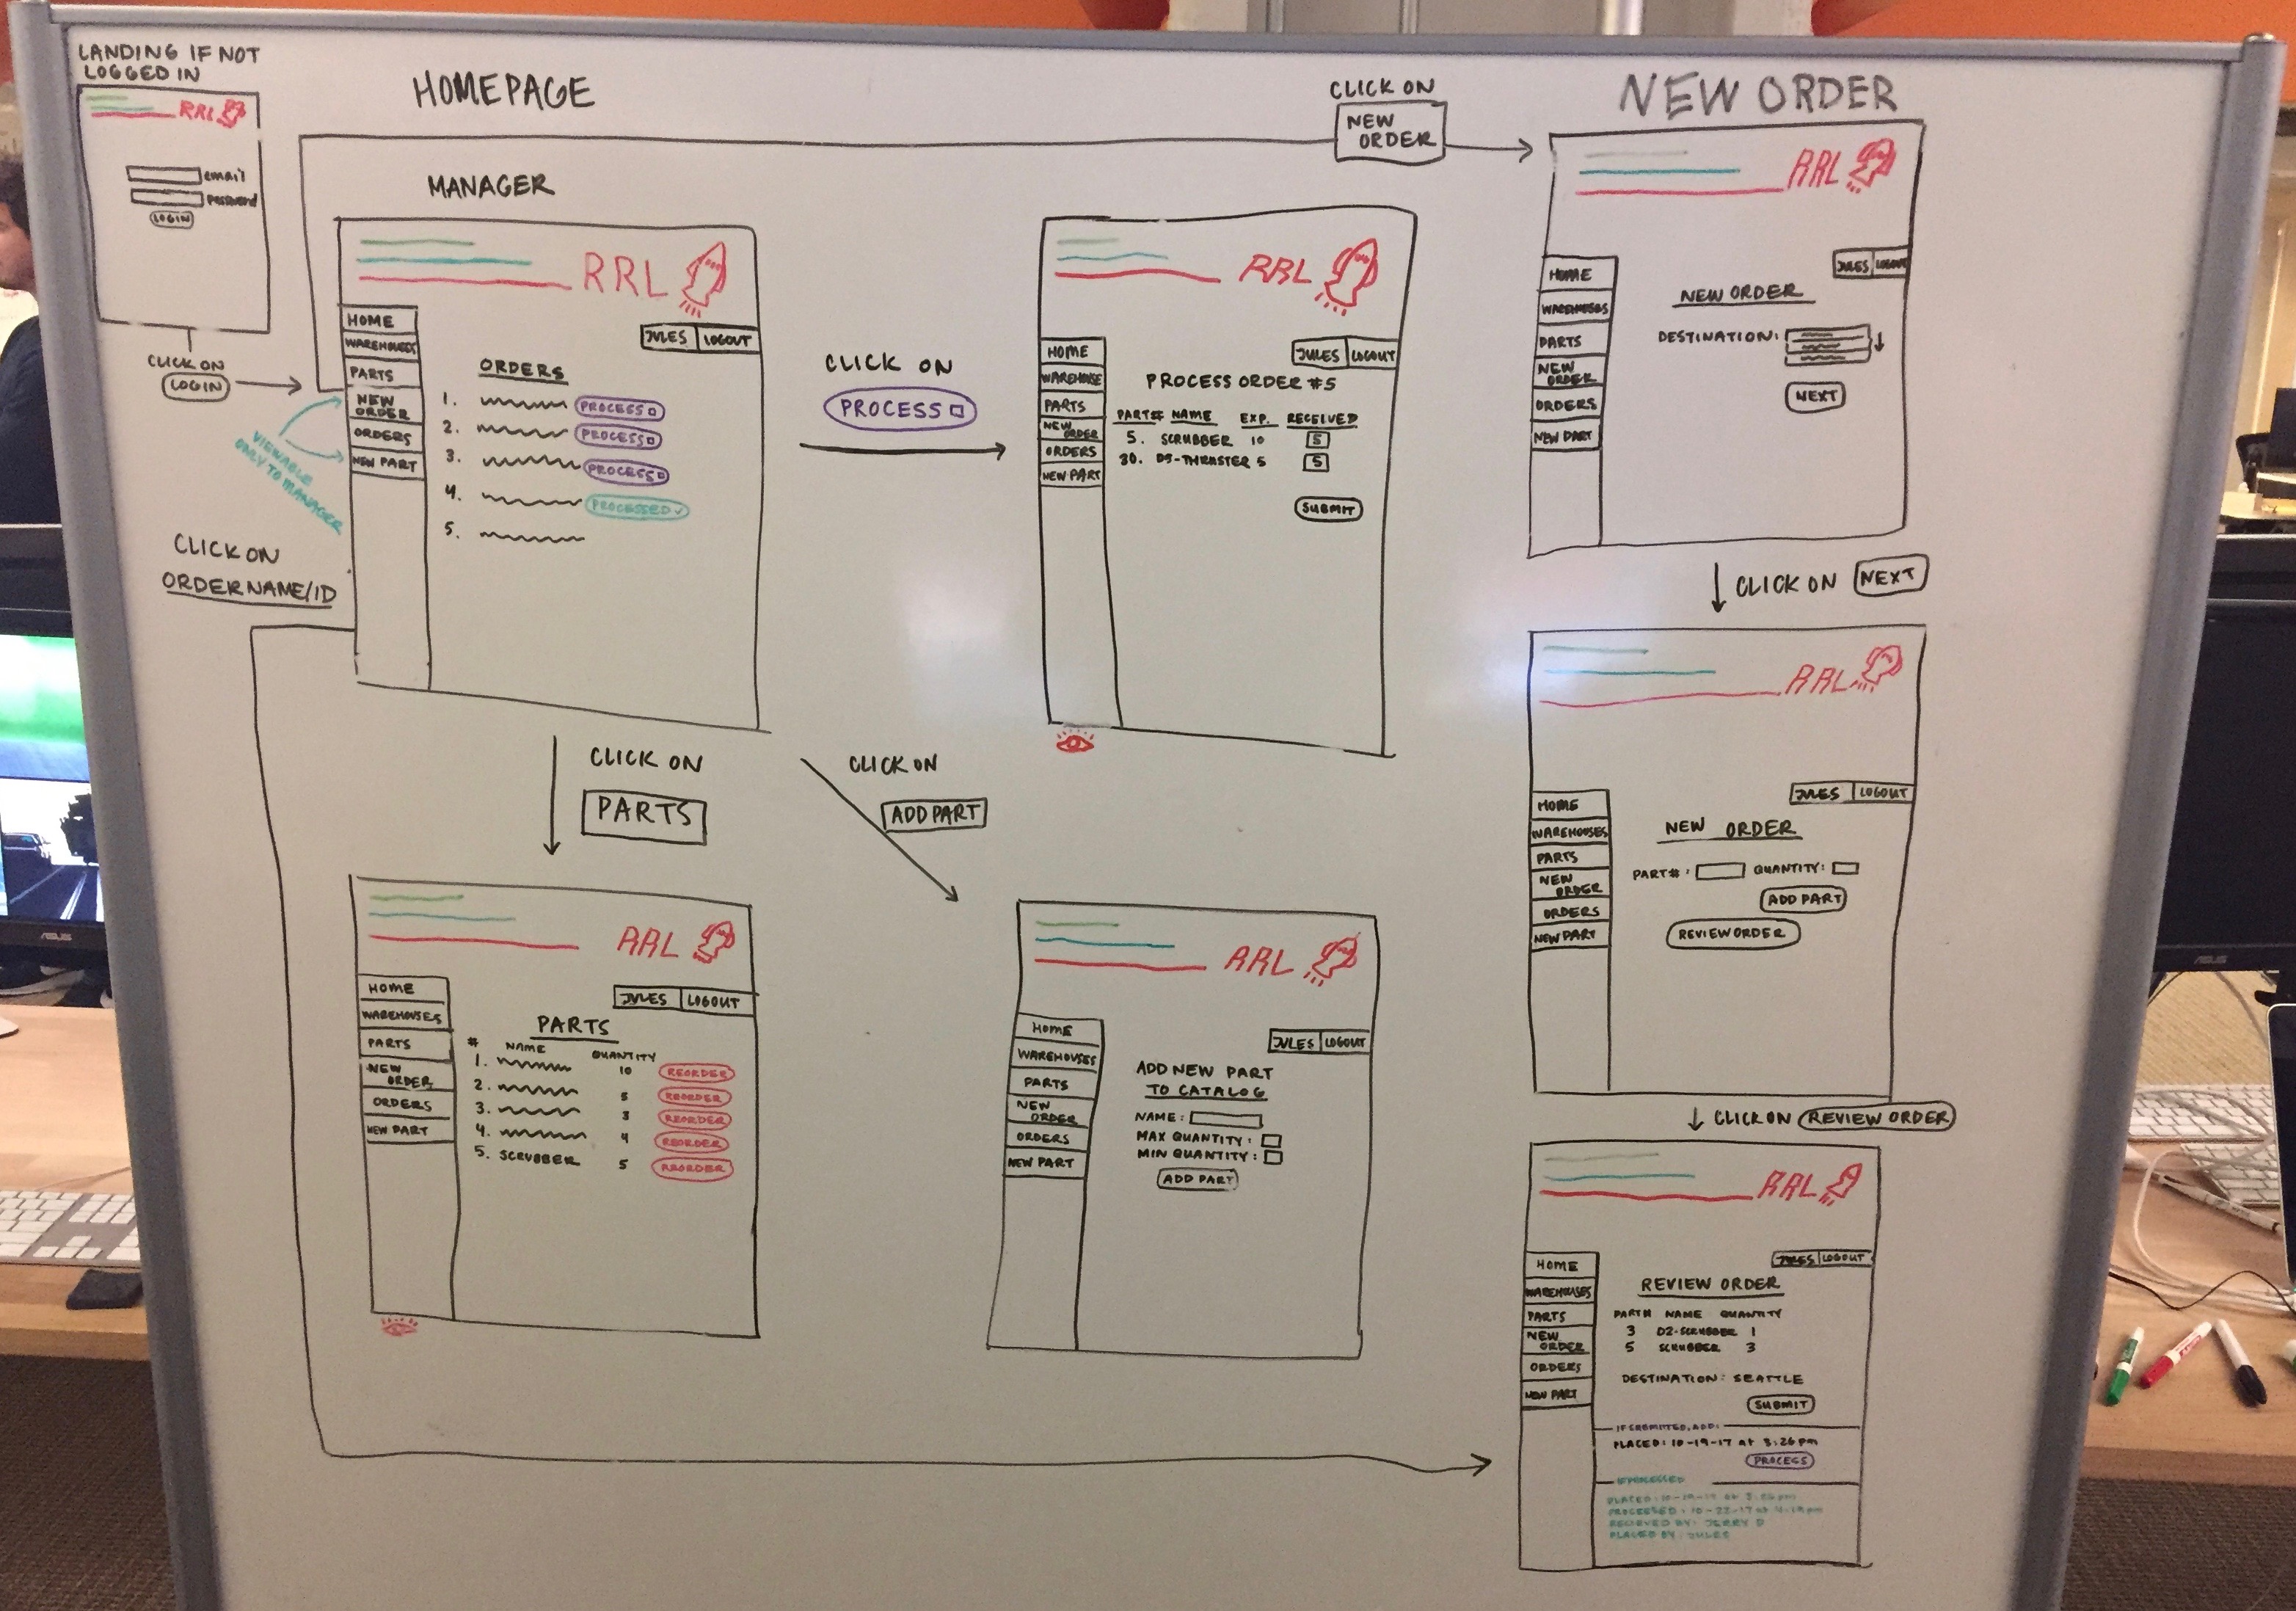 LANDING IF NOT
LOGGED IN
RRL
email
password
LOGIN
CLICK ON
LOGIN
HOMEPAGE
MANAGER
RRL
JULES LOGOUT
HOME
WAREHOUSES
PARTS
NEW
ORDER
ORDERS
NEW PART
VIEWABLE
ONLY TO MANAGER
ORDERS
1. PROCESS
2. PROCESS
3. PROCESS
4. PROCESSED ✓
5.
CLICK ON
ORDER NAME/ID
CLICK ON
PROCESS
RRL
JULES LOGOUT
HOME
WAREHOUSE
PARTS
NEW
ORDER
ORDERS
NEW PART
PROCESS ORDER #5
PART# NAME EXP. RECEIVED
5. SCRUBBER 10 5
30. D5-THRUSTER 5 5
SUBMIT
CLICK ON
NEW
ORDER
NEW ORDER
RRL
JULES LOGOUT
HOME
WAREHOUSES
PARTS
NEW
ORDER
ORDERS
NEW PART
NEW ORDER
DESTINATION:
NEXT
CLICK ON NEXT
RRL
JULES LOGOUT
HOME
WAREHOUSES
PARTS
NEW
ORDER
ORDERS
NEW PART
NEW ORDER
PART#: QUANTITY:
ADD PART
REVIEW ORDER
CLICK ON REVIEW ORDER
RRL
JULES LOGOUT
HOME
WAREHOUSES
PARTS
NEW
ORDER
ORDERS
NEW PART
REVIEW ORDER
PART# NAME QUANTITY
3 D2-SCRUBBER 1
5 SCRUBBER 3
DESTINATION: SEATTLE
SUBMIT
IF SUBMITTED, ADD:
PLACED: 10-19-17 at 3:26 pm
PROCESS
IF PROCESSED
PLACED: 10-19-17 at 3:26 pm
PROCESSED: 10-22-17 at 4:19 pm
RECIEVED BY: JERRY D
PLACED BY: JULES
CLICK ON
PARTS
RRL
JULES LOGOUT
HOME
WAREHOUSES
PARTS
NEW
ORDER
ORDERS
NEW PART
PARTS
# NAME QUANTITY
1. 10 REORDER
2. 5 REORDER
3. 3 REORDER
4. 4 REORDER
5. SCRUBBER 5 REORDER
CLICK ON
ADD PART
RRL
JULES LOGOUT
HOME
WAREHOUSES
PARTS
NEW
ORDER
ORDERS
NEW PART
ADD NEW PART
TO CATALOG
NAME:
MAX QUANTITY:
MIN QUANTITY:
ADD PART
ASUS
ASUS